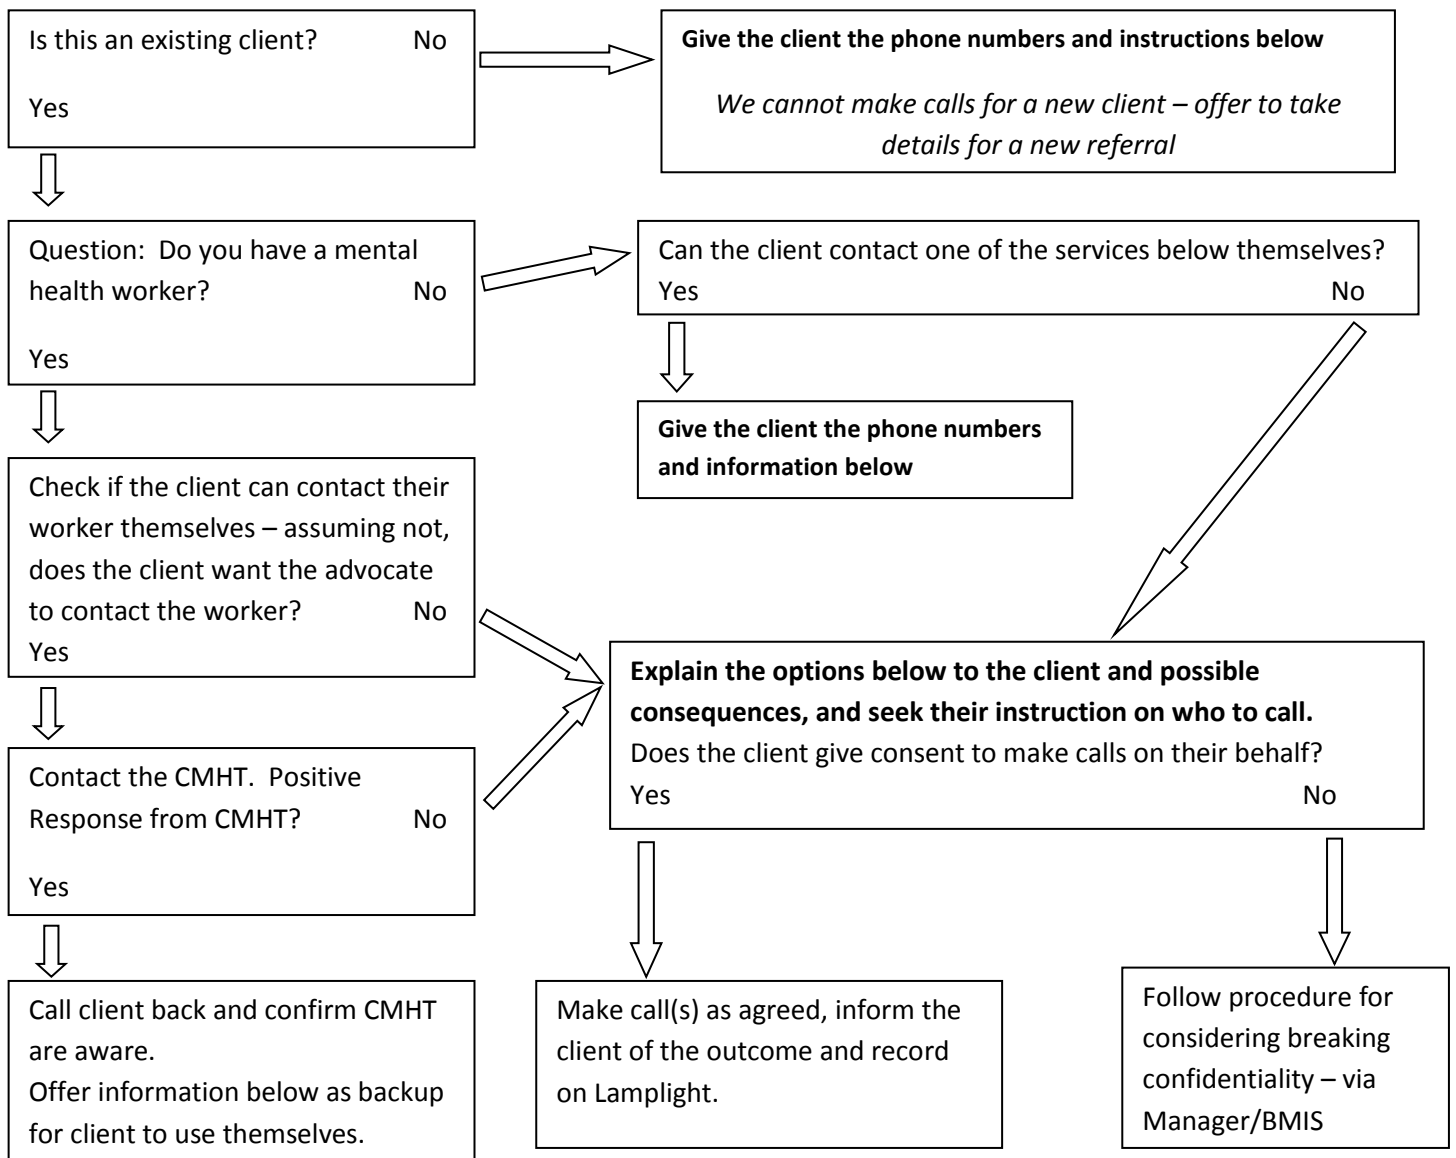 Is this an existing client? No
Yes
Give the client the phone numbers and instructions below
We cannot make calls for a new client – offer to take
details for a new referral
Question: Do you have a mental
health worker? No
Yes
Can the client contact one of the services below themselves?
Yes No
Give the client the phone numbers
and information below
Check if the client can contact their
worker themselves – assuming not,
does the client want the advocate
to contact the worker? No
Yes
Explain the options below to the client and possible
consequences, and seek their instruction on who to call.
Does the client give consent to make calls on their behalf?
Yes No
Contact the CMHT. Positive
Response from CMHT? No
Yes
Call client back and confirm CMHT
are aware.
Offer information below as backup
for client to use themselves.
Make call(s) as agreed, inform the
client of the outcome and record
on Lamplight.
Follow procedure for
considering breaking
confidentiality – via
Manager/BMIS